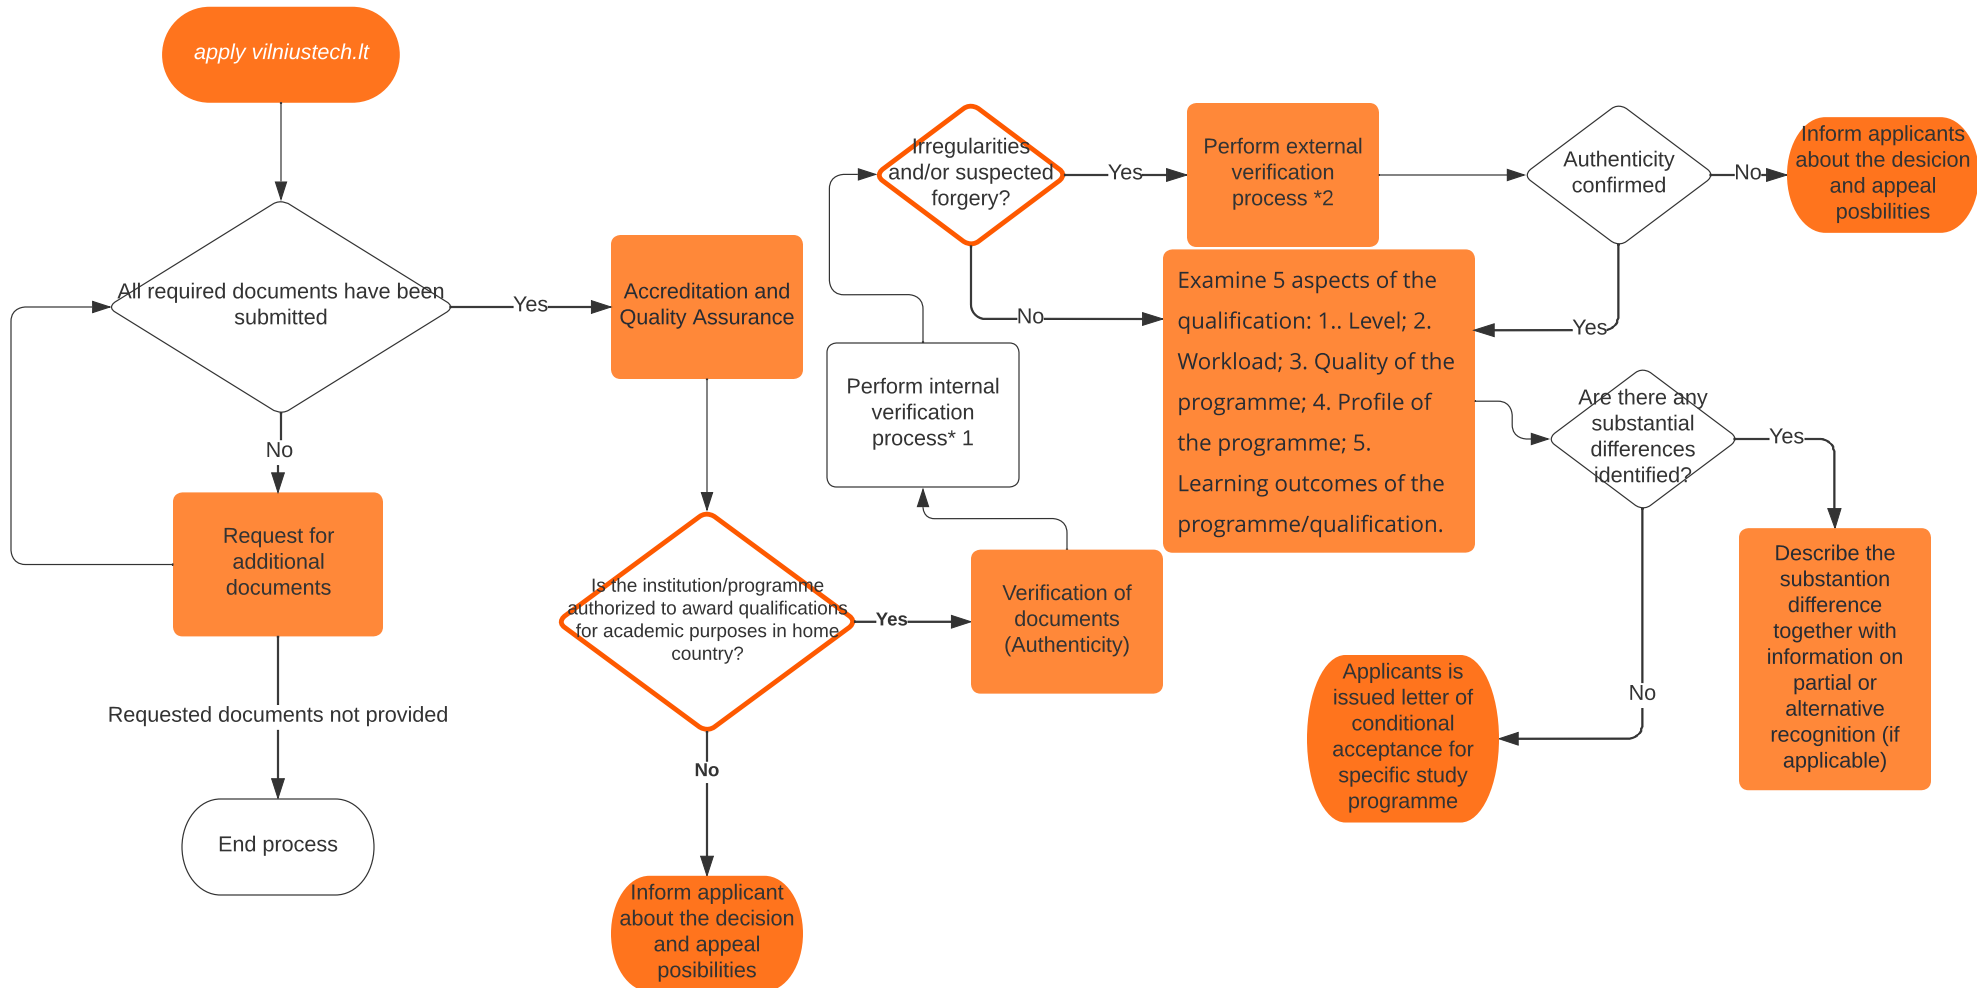 apply vilniustech.lt
All required documents have been
submitted
Yes
No
Request for
additional
documents
Requested documents not provided
End process
Accreditation and
Quality Assurance
Is the institution/programme
authorized to award qualifications
for academic purposes in home
country?
Yes
No
Inform applicant
about the decision
and appeal
posibilities
Verification of
documents
(Authenticity)
Perform internal
verification
process* 1
Irregularities
and/or suspected
forgery?
Yes
No
Perform external
verification
process *2
Authenticity
confirmed
No
Yes
Inform applicants
about the desicion
and appeal
posbilities
Examine 5 aspects of the
qualification: 1.. Level; 2.
Workload; 3. Quality of the
programme; 4. Profile of
the programme; 5.
Learning outcomes of the
programme/qualification.
Are there any
substantial
differences
identified?
Yes
No
Describe the
substantion
difference
together with
information on
partial or
alternative
recognition (if
applicable)
Applicants is
issued letter of
conditional
acceptance for
specific study
programme